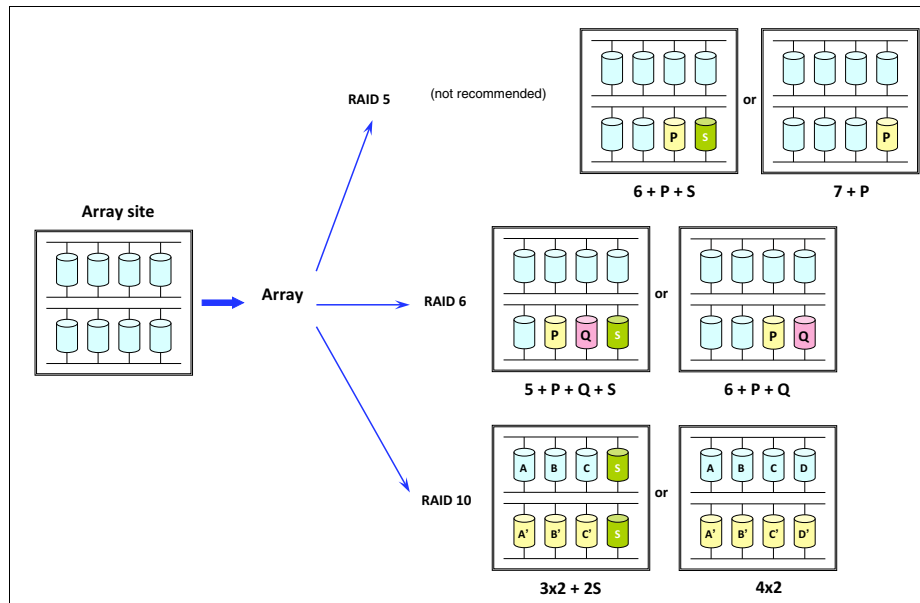 RAID 5
(not recommended)
P
S
or
P
6 + P + S
7 + P
Array site
Array
RAID 6
P
Q
S
or
P
Q
5 + P + Q + S
6 + P + Q
RAID 10
A B C S
A' B' C' S
or
A B C D
A' B' C' D'
3x2 + 2S
4x2